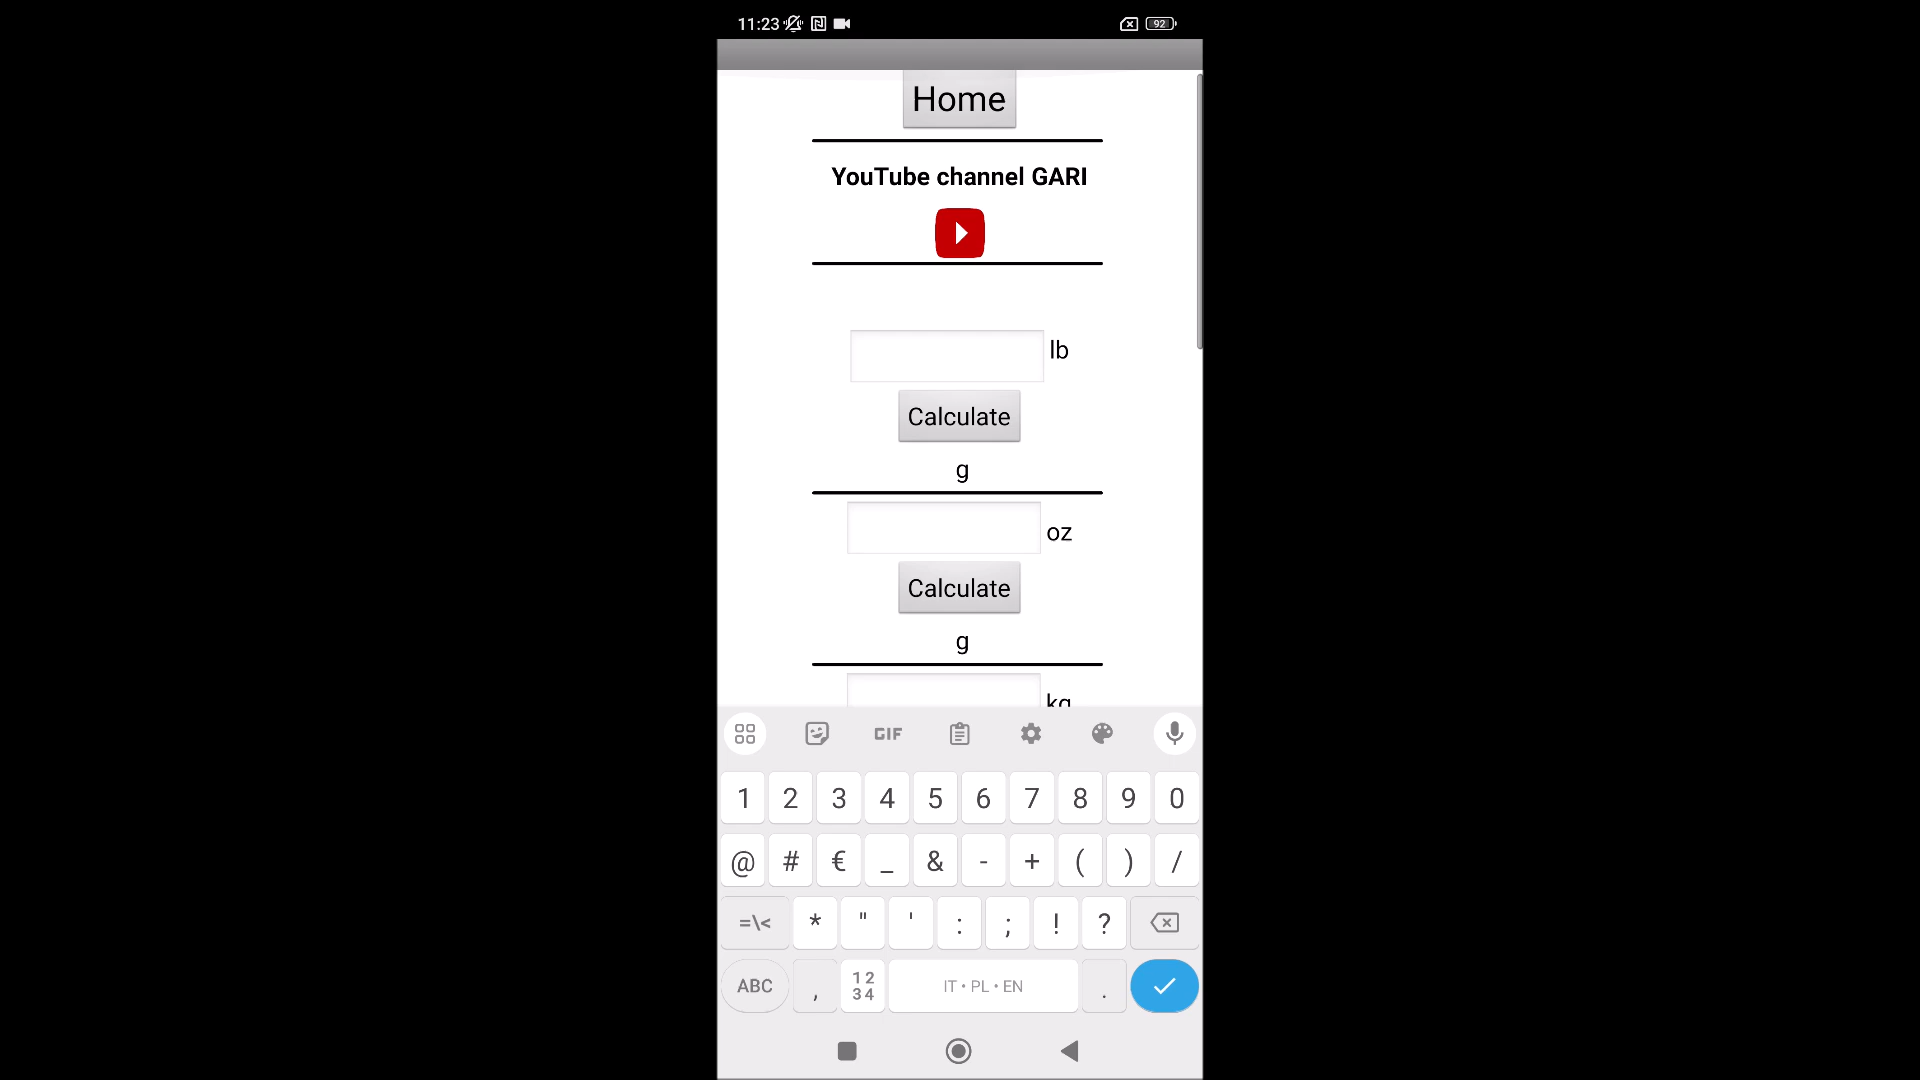 11:23 92
Home
YouTube channel GARI
lb
Calculate
g
oz
Calculate
g
kg
GIF
1 2 3 4 5 6 7 8 9 0
@ # € _ & - + ( ) /
=\< * " ' : ; ! ?
ABC , 12 34 IT • PL • EN .